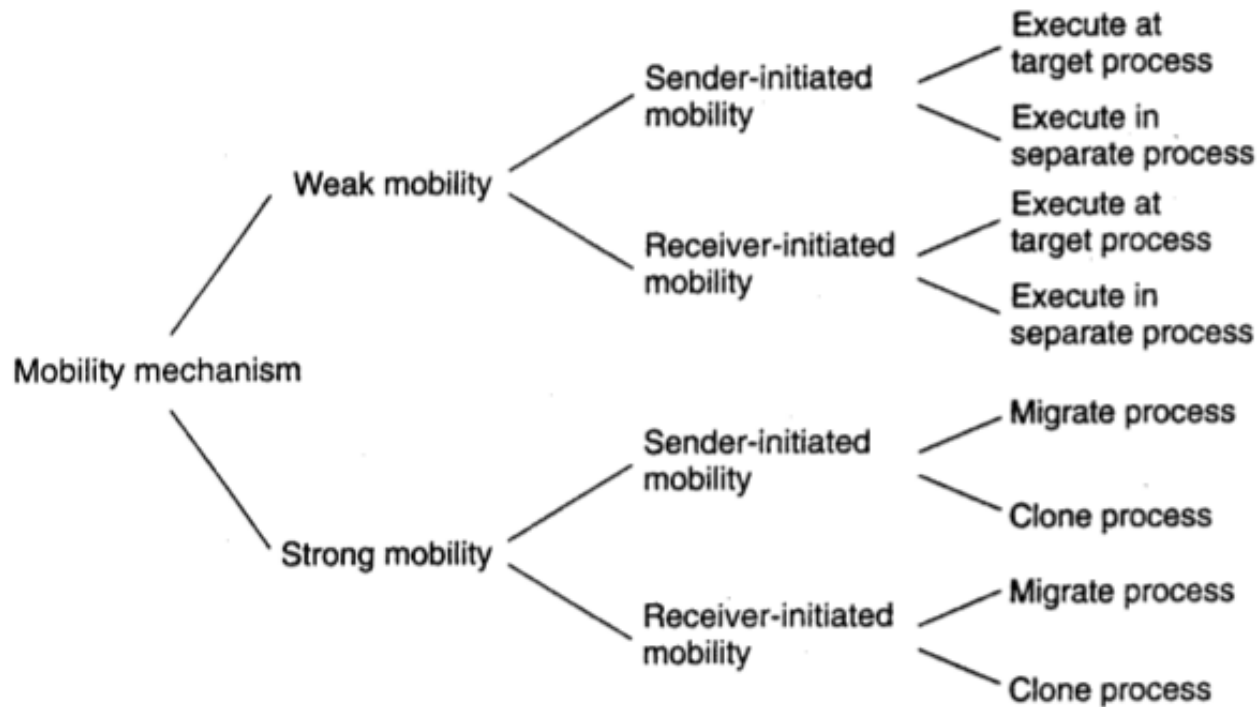 Execute at
target process
Sender-initiated
mobility
Execute in
separate process
Weak mobility
Execute at
target process
Receiver-initiated
mobility
Execute in
separate process
Mobility mechanism
Migrate process
Sender-initiated
mobility
Clone process
Strong mobility
Migrate process
Receiver-initiated
mobility
Clone process